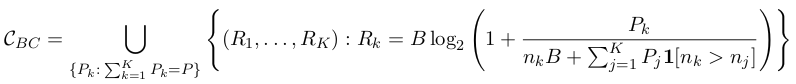 $\mathcal{C}_{BC} = \bigcup_{\{P_k : \sum_{k=1}^{K} P_k = P\}} \left\{ (R_1, \ldots, R_K) : R_k = B \log_2 \left( 1 + \frac{P_k}{n_k B + \sum_{j=1}^{K} P_j \mathbf{1}[n_k > n_j]} \right) \right\}$